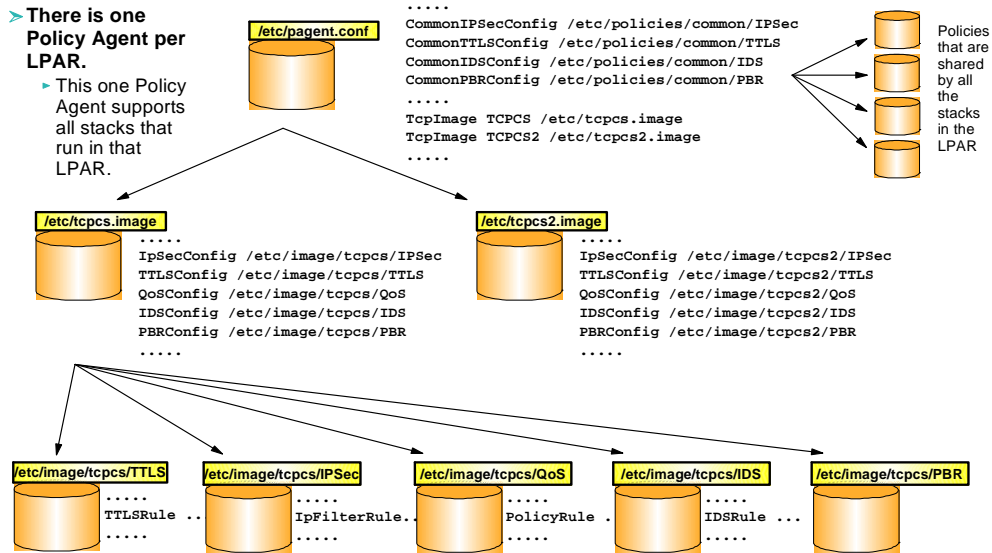 There is one
Policy Agent per
LPAR.
This one Policy
Agent supports
all stacks that
run in that
LPAR.
/etc/pagent.conf
.....
CommonIPSecConfig /etc/policies/common/IPSec
CommonTTLSConfig /etc/policies/common/TTLS
CommonIDSConfig /etc/policies/common/IDS
CommonPBRConfig /etc/policies/common/PBR
.....
TcpImage TCPCS /etc/tcpcs.image
TcpImage TCPCS2 /etc/tcpcs2.image
.....
Policies
that are
shared
by all
the
stacks
in the
LPAR
/etc/tcpcs.image
.....
IpSecConfig /etc/image/tcpcs/IPSec
TTLSConfig /etc/image/tcpcs/TTLS
QoSConfig /etc/image/tcpcs/QoS
IDSConfig /etc/image/tcpcs/IDS
PBRConfig /etc/image/tcpcs/PBR
.....
/etc/tcpcs2.image
.....
IpSecConfig /etc/image/tcpcs2/IPSec
TTLSConfig /etc/image/tcpcs2/TTLS
QoSConfig /etc/image/tcpcs2/QoS
IDSConfig /etc/image/tcpcs2/IDS
PBRConfig /etc/image/tcpcs2/PBR
.....
/etc/image/tcpcs/TTLS
.....
TTLSRule ..
.....
/etc/image/tcpcs/IPSec
.....
IpFilterRule..
.....
/etc/image/tcpcs/QoS
.....
PolicyRule .
.....
/etc/image/tcpcs/IDS
.....
IDSRule ...
.....
/etc/image/tcpcs/PBR